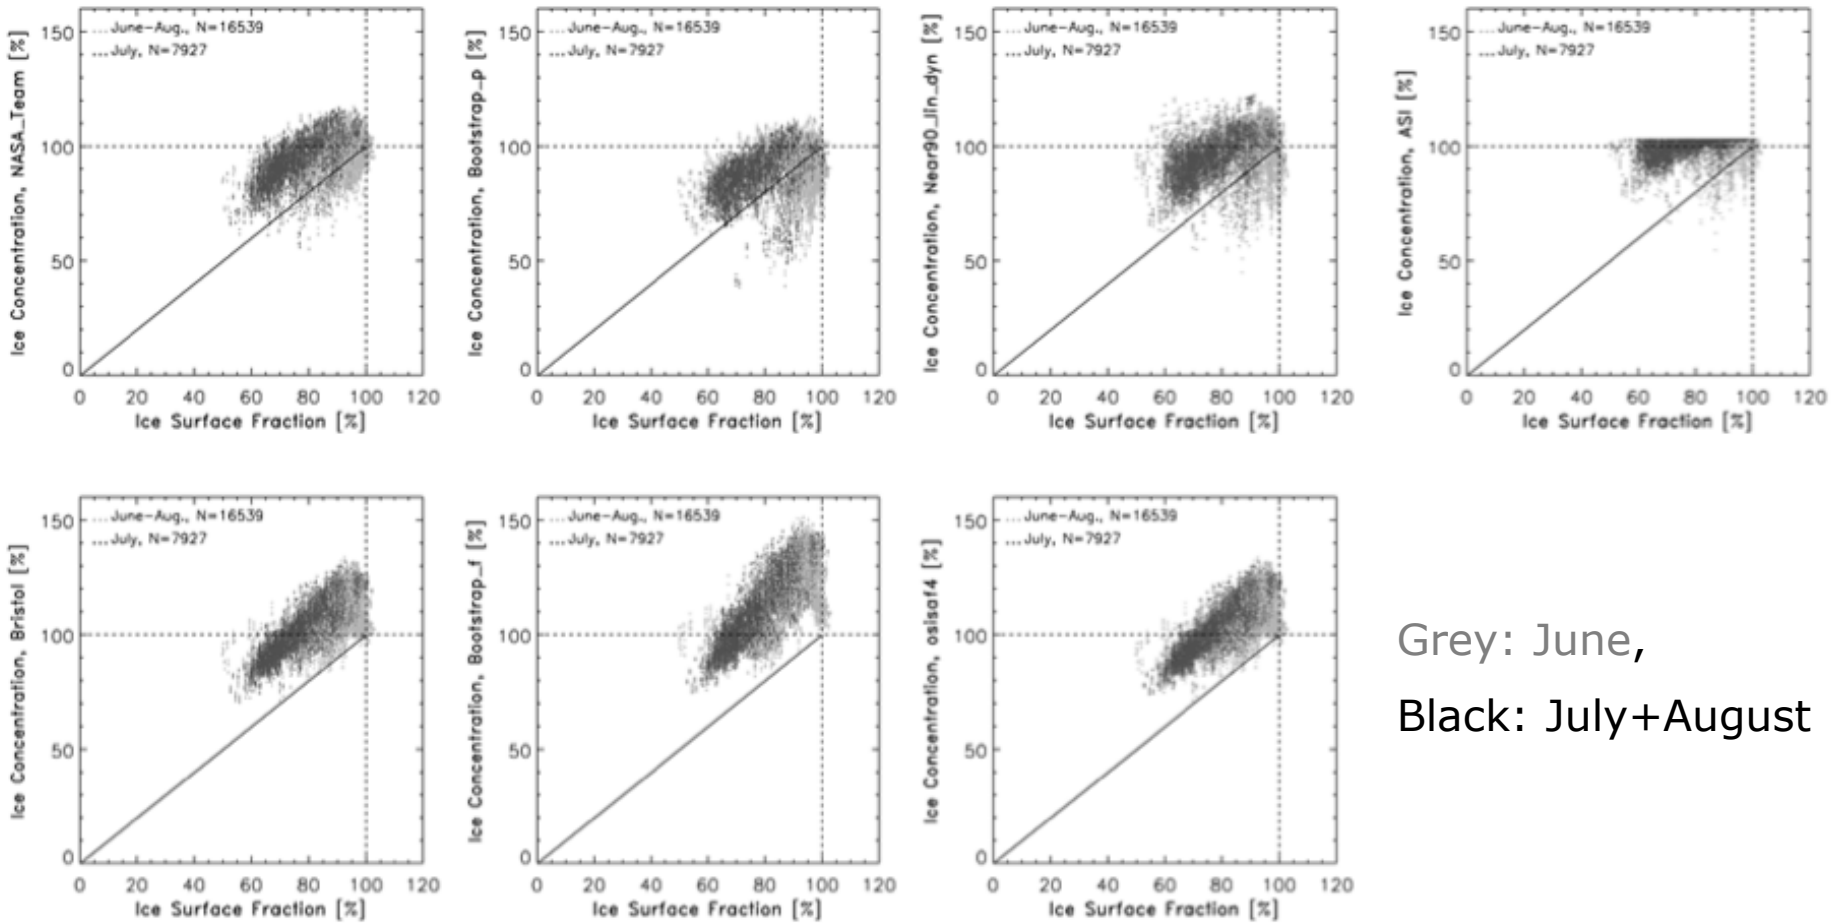 Ice Concentration, NASA_Team [%]
150
100
50
0
......June-Aug., N=16539
....July, N=7927
0 20 40 60 80 100 120
Ice Surface Fraction [%]
Ice Concentration, Bootstrap_p [%]
150
100
50
0
......June-Aug., N=16539
....July, N=7927
0 20 40 60 80 100 120
Ice Surface Fraction [%]
Ice Concentration, Near90_lin_dyn [%]
150
100
50
0
......June-Aug., N=16539
....July, N=7927
0 20 40 60 80 100 120
Ice Surface Fraction [%]
Ice Concentration, ASI [%]
150
100
50
0
......June-Aug., N=16539
....July, N=7927
0 20 40 60 80 100 120
Ice Surface Fraction [%]
Ice Concentration, Bristol [%]
150
100
50
0
......June-Aug., N=16539
....July, N=7927
0 20 40 60 80 100 120
Ice Surface Fraction [%]
Ice Concentration, Bootstrap_f [%]
150
100
50
0
......June-Aug., N=16539
....July, N=7927
0 20 40 60 80 100 120
Ice Surface Fraction [%]
Ice Concentration, osisaf4 [%]
150
100
50
0
......June-Aug., N=16539
....July, N=7927
0 20 40 60 80 100 120
Ice Surface Fraction [%]
Grey: June,
Black: July+August